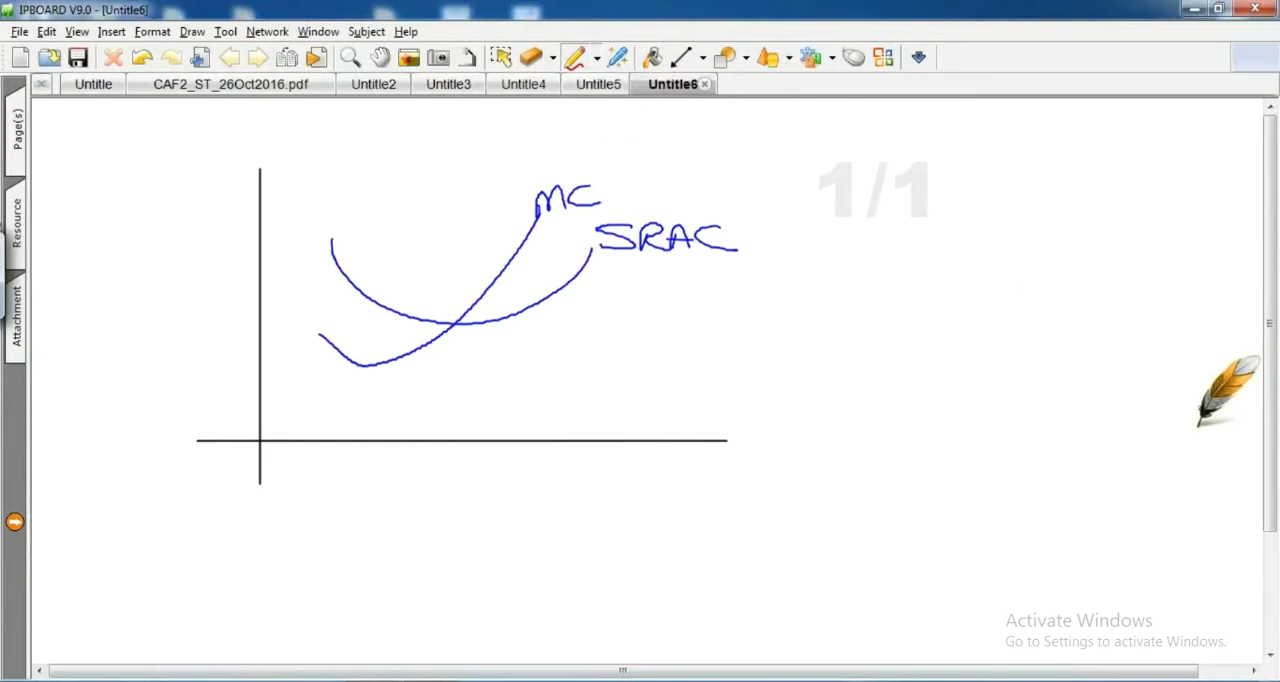 IPBOARD V9.0 - [Untitle6]
File Edit View Insert Format Draw Tool Network Window Subject Help
Untitle CAF2_ST_26Oct2016.pdf Untitle2 Untitle3 Untitle4 Untitle5 Untitle6
Page(s)
Resource
Attachment
1/1
MC
SRAC
Activate Windows
Go to Settings to activate Windows.